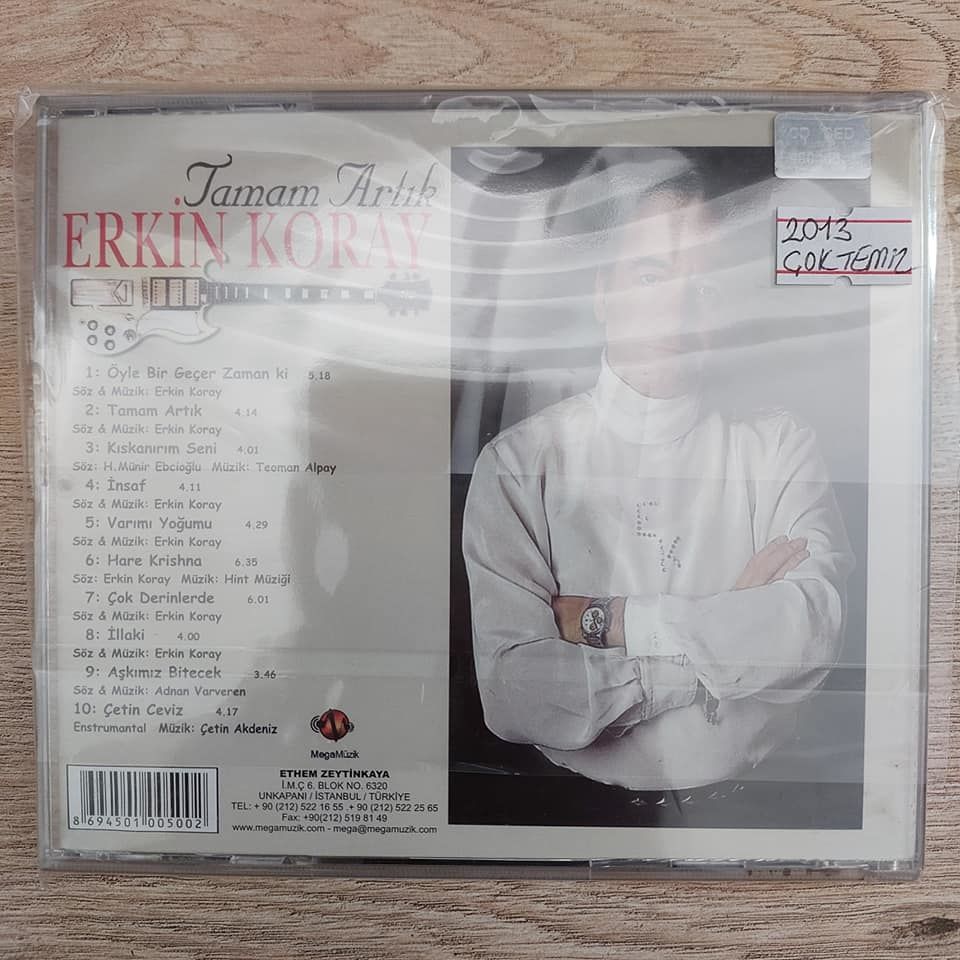 Tamam Artık
ERKİN KORAY
2013
ÇOK TEMİZ
1: Öyle Bir Geçer Zaman ki 5,18
Söz & Müzik: Erkin Koray
2: Tamam Artık 4,14
Söz & Müzik: Erkin Koray
3: Kıskanırım Seni 4,01
Söz: H.Münir Ebcioğlu Müzik: Teoman Alpay
4: İnsaf 4,11
Söz & Müzik: Erkin Koray
5: Varımı Yoğumu 4,29
Söz & Müzik: Erkin Koray
6: Hare Krishna 6,35
Söz: Erkin Koray Müzik: Hint Müziği
7: Çok Derinlerde 6.01
Söz & Müzik: Erkin Koray
8: İllaki 4.00
Söz & Müzik: Erkin Koray
9: Aşkımız Bitecek 3.46
Söz & Müzik: Adnan Varveren
10: Çetin Ceviz 4,17
Enstrumantal Müzik: Çetin Akdeniz
MegaMüzik
ETHEM ZEYTİNKAYA
İ.M.Ç 6. BLOK NO. 6320
UNKAPANI / İSTANBUL / TÜRKİYE
TEL: + 90 (212) 522 16 55 .+ 90 (212) 522 25 65
Fax: +90(212) 519 81 49
www.megamuzik.com - mega@megamuzik.com
8 694501 005002